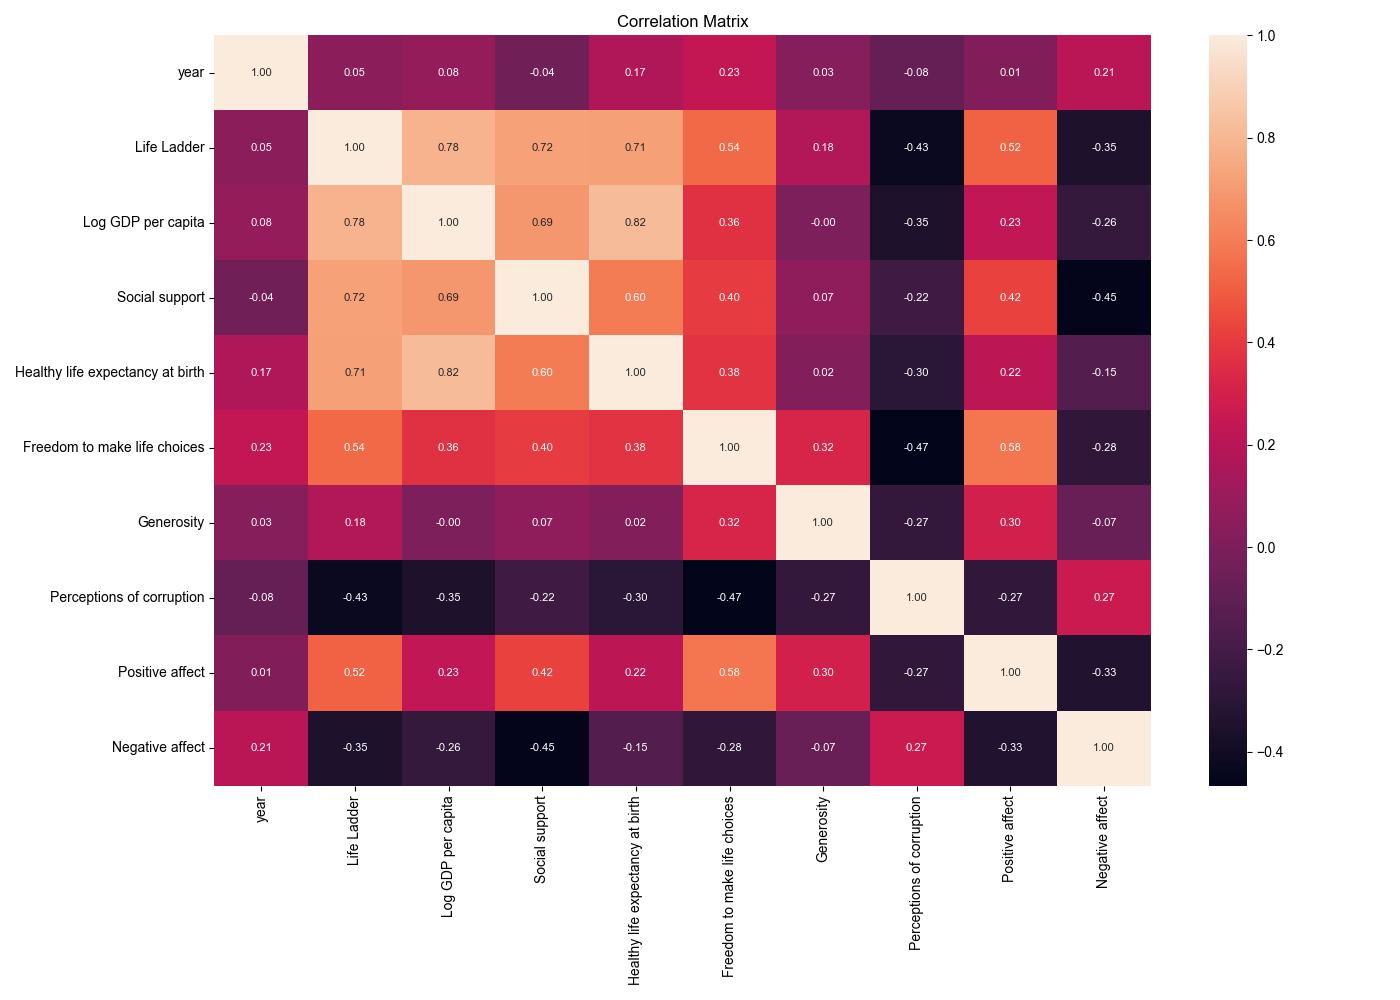 Correlation Matrix
year 1.00 0.05 0.08 -0.04 0.17 0.23 0.03 -0.08 0.01 0.21
Life Ladder 0.05 1.00 0.78 0.72 0.71 0.54 0.18 -0.43 0.52 -0.35
Log GDP per capita 0.08 0.78 1.00 0.69 0.82 0.36 -0.00 -0.35 0.23 -0.26
Social support -0.04 0.72 0.69 1.00 0.60 0.40 0.07 -0.22 0.42 -0.45
Healthy life expectancy at birth 0.17 0.71 0.82 0.60 1.00 0.38 0.02 -0.30 0.22 -0.15
Freedom to make life choices 0.23 0.54 0.36 0.40 0.38 1.00 0.32 -0.47 0.58 -0.28
Generosity 0.03 0.18 -0.00 0.07 0.02 0.32 1.00 -0.27 0.30 -0.07
Perceptions of corruption -0.08 -0.43 -0.35 -0.22 -0.30 -0.47 -0.27 1.00 -0.27 0.27
Positive affect 0.01 0.52 0.23 0.42 0.22 0.58 0.30 -0.27 1.00 -0.33
Negative affect 0.21 -0.35 -0.26 -0.45 -0.15 -0.28 -0.07 0.27 -0.33 1.00
year
Life Ladder
Log GDP per capita
Social support
Healthy life expectancy at birth
Freedom to make life choices
Generosity
Perceptions of corruption
Positive affect
Negative affect
1.0
0.8
0.6
0.4
0.2
0.0
−0.2
−0.4